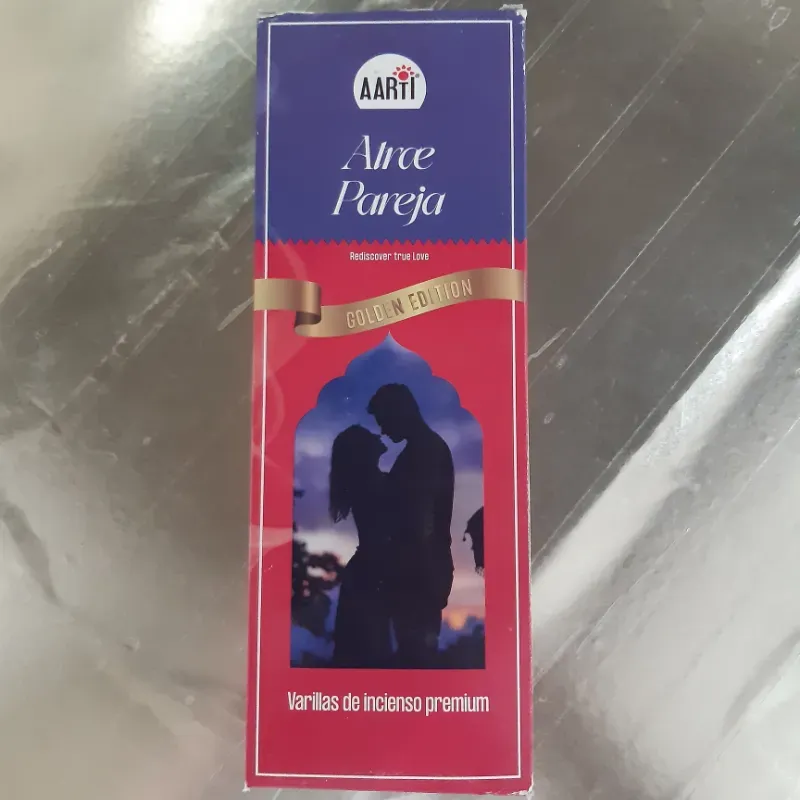 AARTI
Atrae
Pareja
Rediscover true Love
GOLDEN EDITION
Varillas de incienso premium